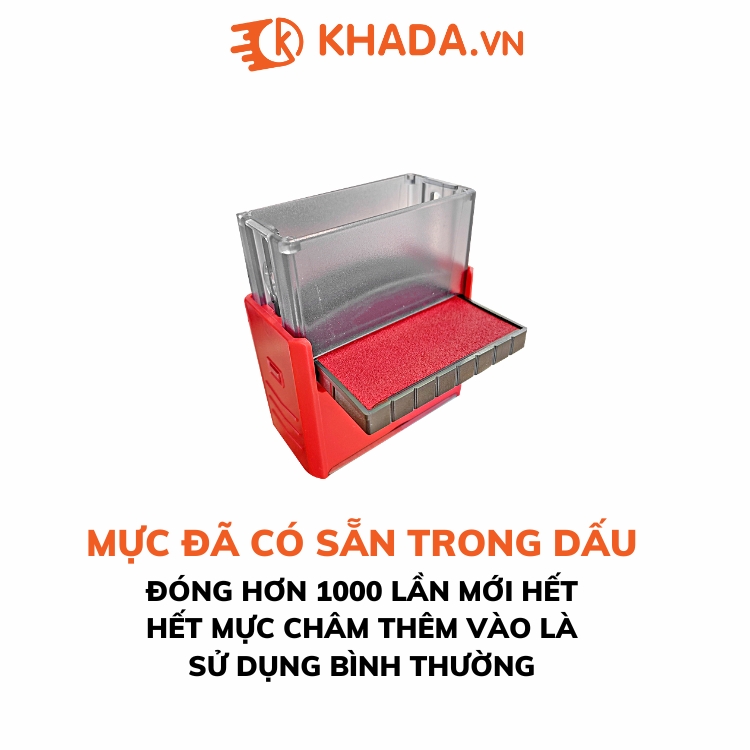 KHADA.vn
MỰC ĐÃ CÓ SẴN TRONG DẤU
ĐÓNG HƠN 1000 LẦN MỚI HẾT
HẾT MỰC CHÂM THÊM VÀO LÀ
SỬ DỤNG BÌNH THƯỜNG